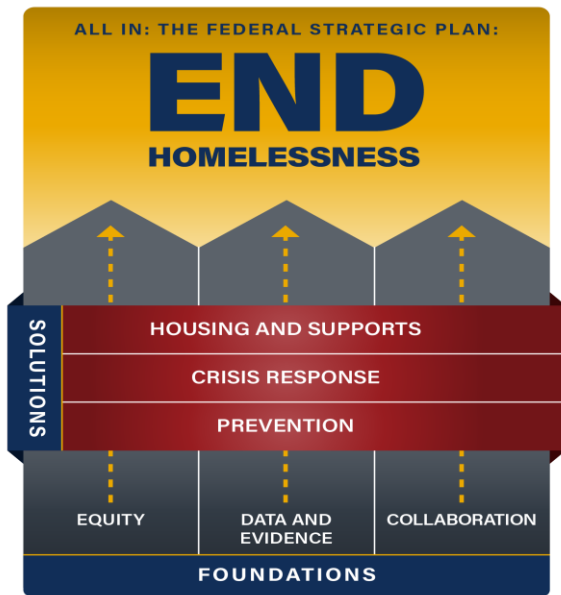 ALL IN: THE FEDERAL STRATEGIC PLAN:
END
HOMELESSNESS
SOLUTIONS
HOUSING AND SUPPORTS
CRISIS RESPONSE
PREVENTION
EQUITY
DATA AND
EVIDENCE
COLLABORATION
FOUNDATIONS